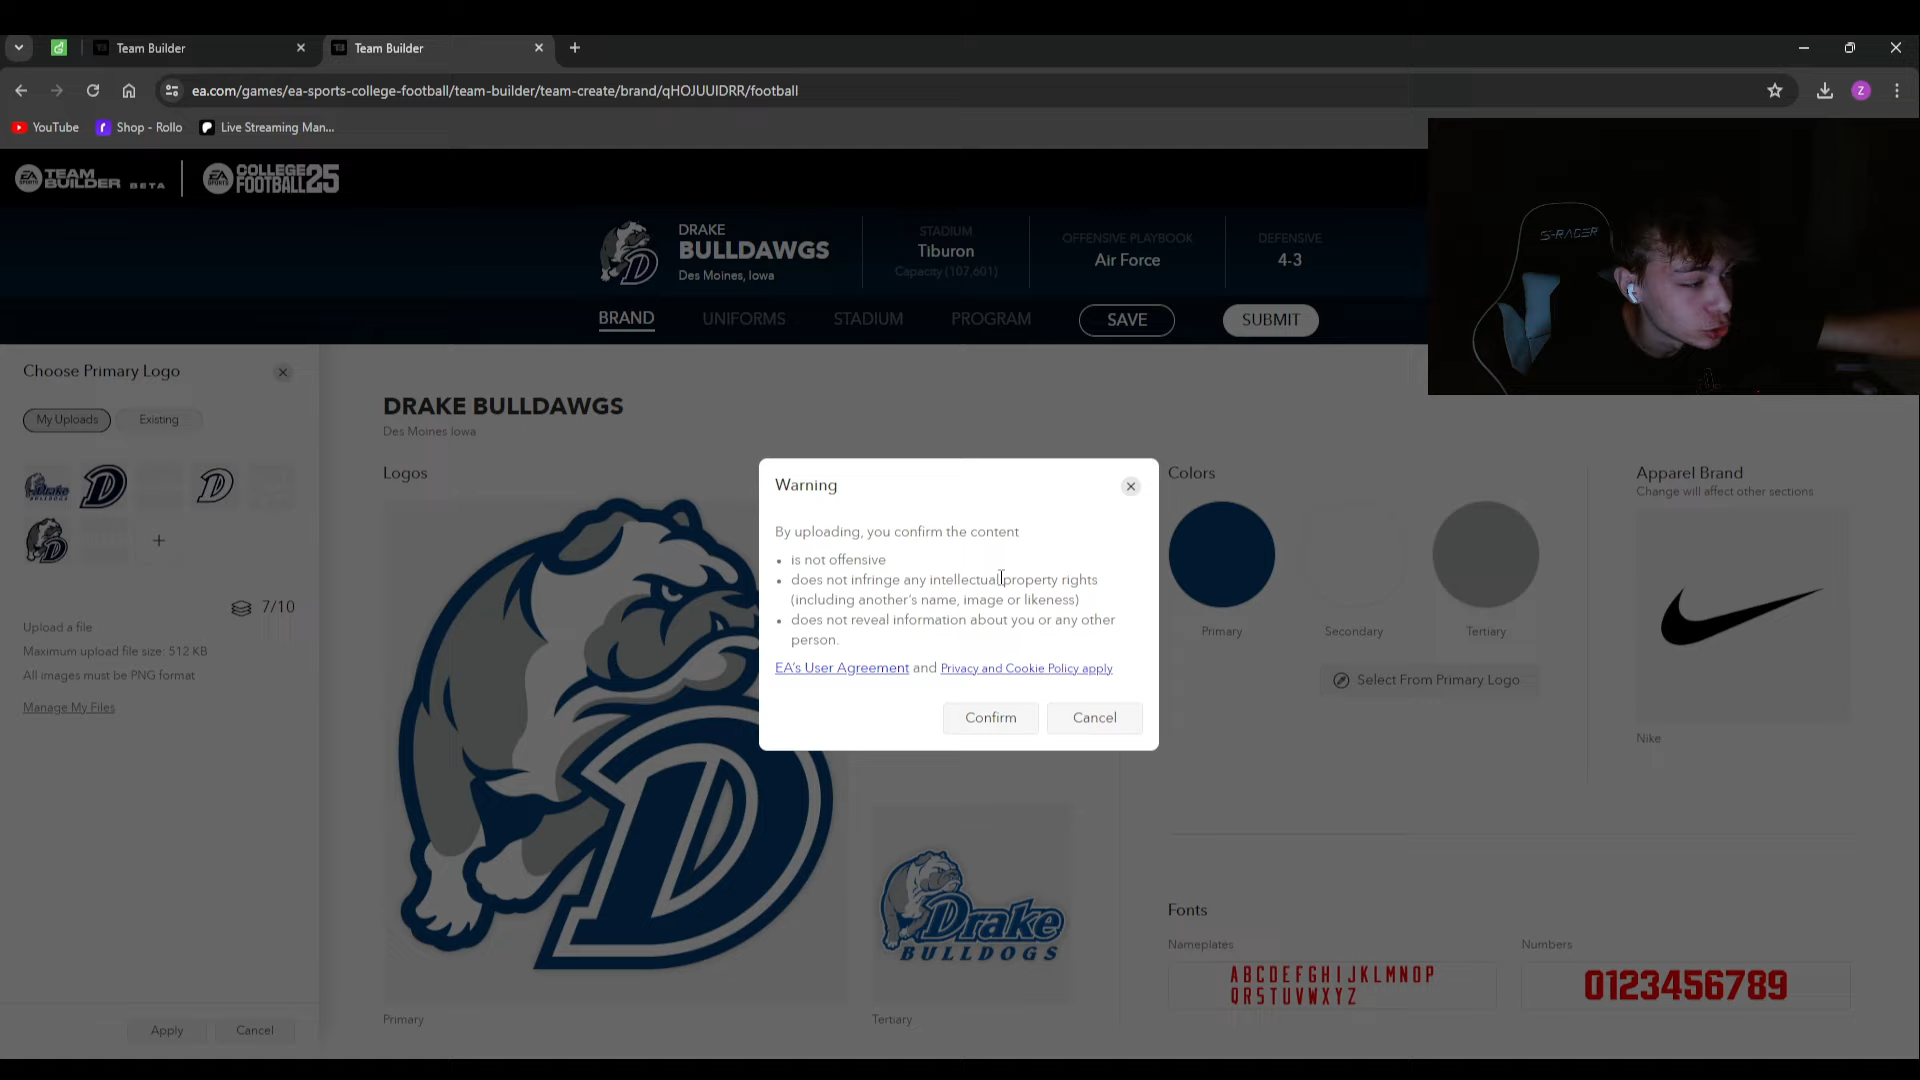 Team Builder
Team Builder
ea.com/games/ea-sports-college-football/team-builder/team-create/brand/qHOJUUIDRR/football
Z
YouTube
Shop - Rollo
Live Streaming Man...
EA SPORTS TEAM BUILDER BETA
EA SPORTS COLLEGE FOOTBALL 25
S-RACER
DRAKE
BULLDAWGS
Des Moines, Iowa
STADIUM
Tiburon
Capacity (107,601)
OFFENSIVE PLAYBOOK
Air Force
DEFENSIVE
4-3
BRAND
UNIFORMS
STADIUM
PROGRAM
SAVE
SUBMIT
Choose Primary Logo
My Uploads
Existing
7/10
Upload a file
Maximum upload file size: 512 KB
All images must be PNG format
Manage My Files
Apply
Cancel
DRAKE BULLDAWGS
Des Moines Iowa
Logos
D
Primary
Drake
BULLDOGS
Tertiary
Warning
By uploading, you confirm the content
• is not offensive
• does not infringe any intellectual property rights
(including another's name, image or likeness)
• does not reveal information about you or any other
person.
EA's User Agreement and Privacy and Cookie Policy apply
Confirm
Cancel
Colors
Primary
Secondary
Tertiary
Select From Primary Logo
Apparel Brand
Change will affect other sections
Nike
Fonts
Nameplates
ABCDEFGHIJKLMNOP
QRSTUVWXYZ
Numbers
0123456789